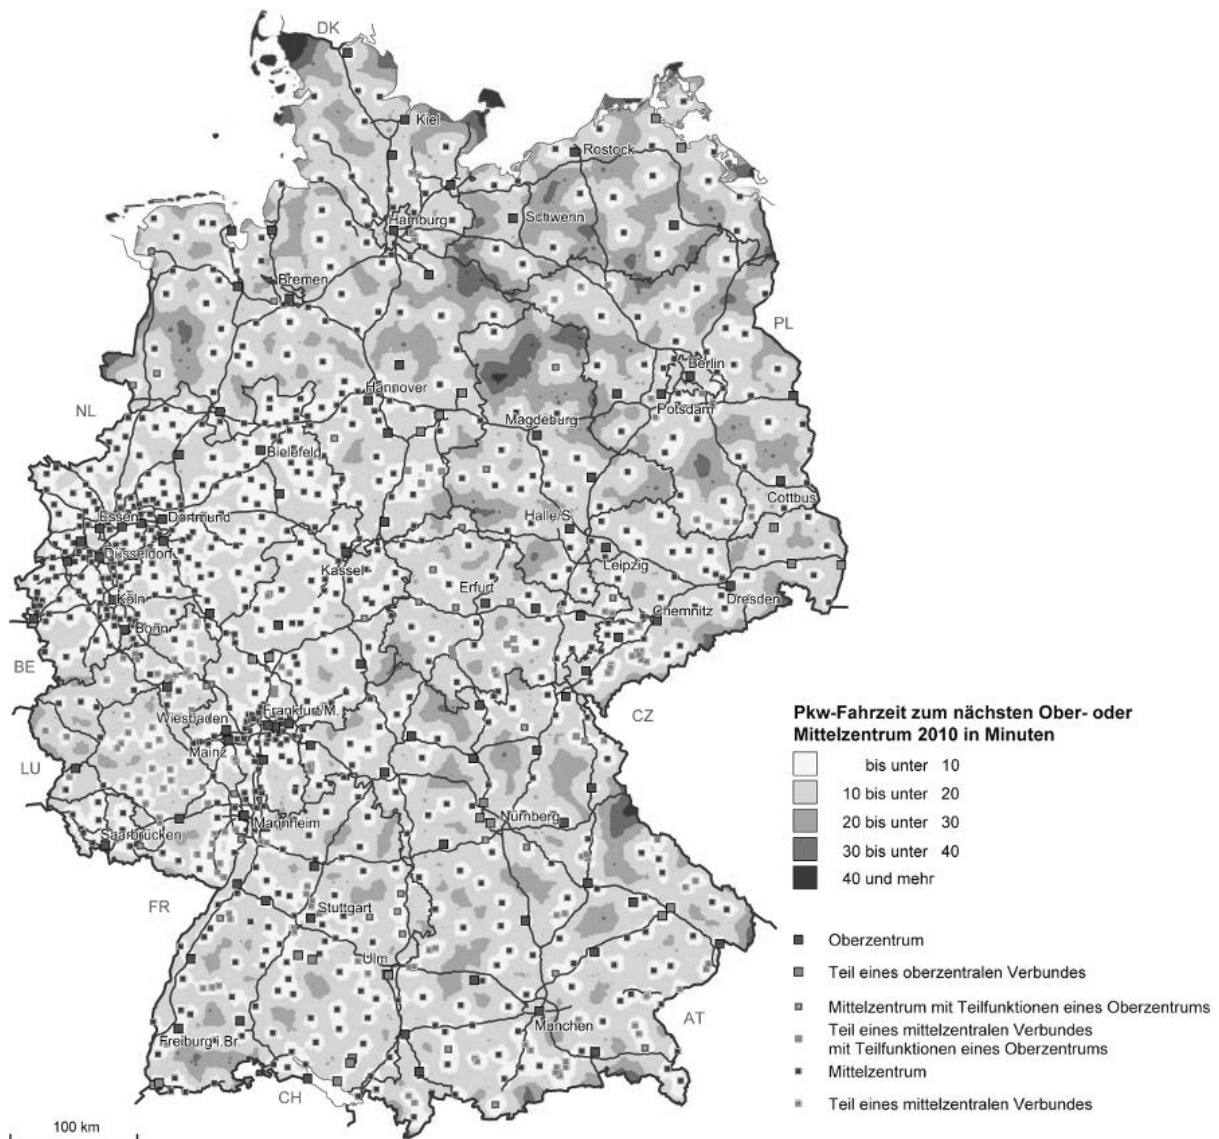 DK
Kiel
Rostock
Hamburg
Schwerin
Bremen
PL
Berlin
Hannover
Potsdam
NL
Magdeburg
Bielefeld
Cottbus
Essen
Dortmund
Halle/S.
Düsseldorf
Leipzig
Kassel
Erfurt
Köln
Dresden
Chemnitz
Bonn
BE
Wiesbaden
Frankfurt/M.
CZ
Mainz
LU
Nürnberg
Mannheim
Saarbrücken
FR
Stuttgart
Ulm
AT
München
Freiburg i.Br.
CH
100 km
Pkw-Fahrzeit zum nächsten Ober- oder
Mittelzentrum 2010 in Minuten
bis unter 10
10 bis unter 20
20 bis unter 30
30 bis unter 40
40 und mehr
Oberzentrum
Teil eines oberzentralen Verbundes
Mittelzentrum mit Teilfunktionen eines Oberzentrums
Teil eines mittelzentralen Verbundes
mit Teilfunktionen eines Oberzentrums
Mittelzentrum
Teil eines mittelzentralen Verbundes